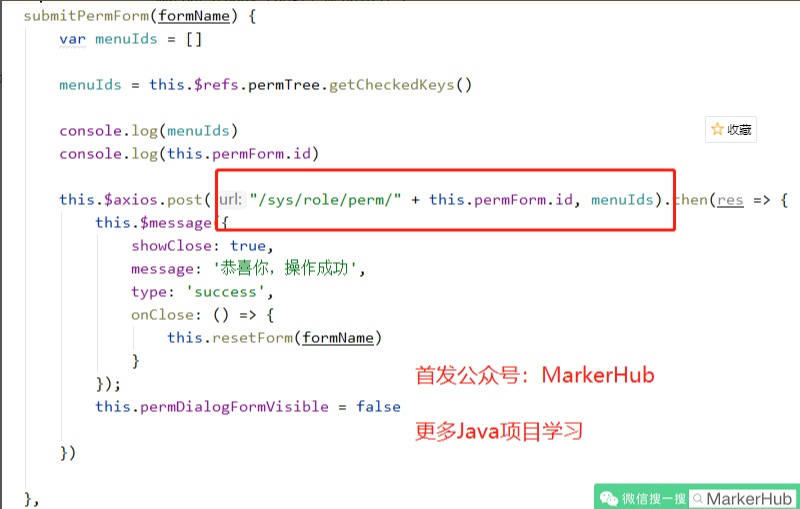 submitPermForm(formName) {
var menuIds = []
menuIds = this.$refs.permTree.getCheckedKeys()
console.log(menuIds)
收藏
console.log(this.permForm.id)
this.$axios.post( url: "/sys/role/perm/" + this.permForm.id, menuIds).then(res => {
this.$message({
showClose: true,
message: '恭喜你，操作成功',
type: 'success',
onClose: () => {
this.resetForm(formName)
}
});
this.permDialogFormVisible = false
})
},
首发公众号：MarkerHub
更多Java项目学习
微信搜一搜 MarkerHub